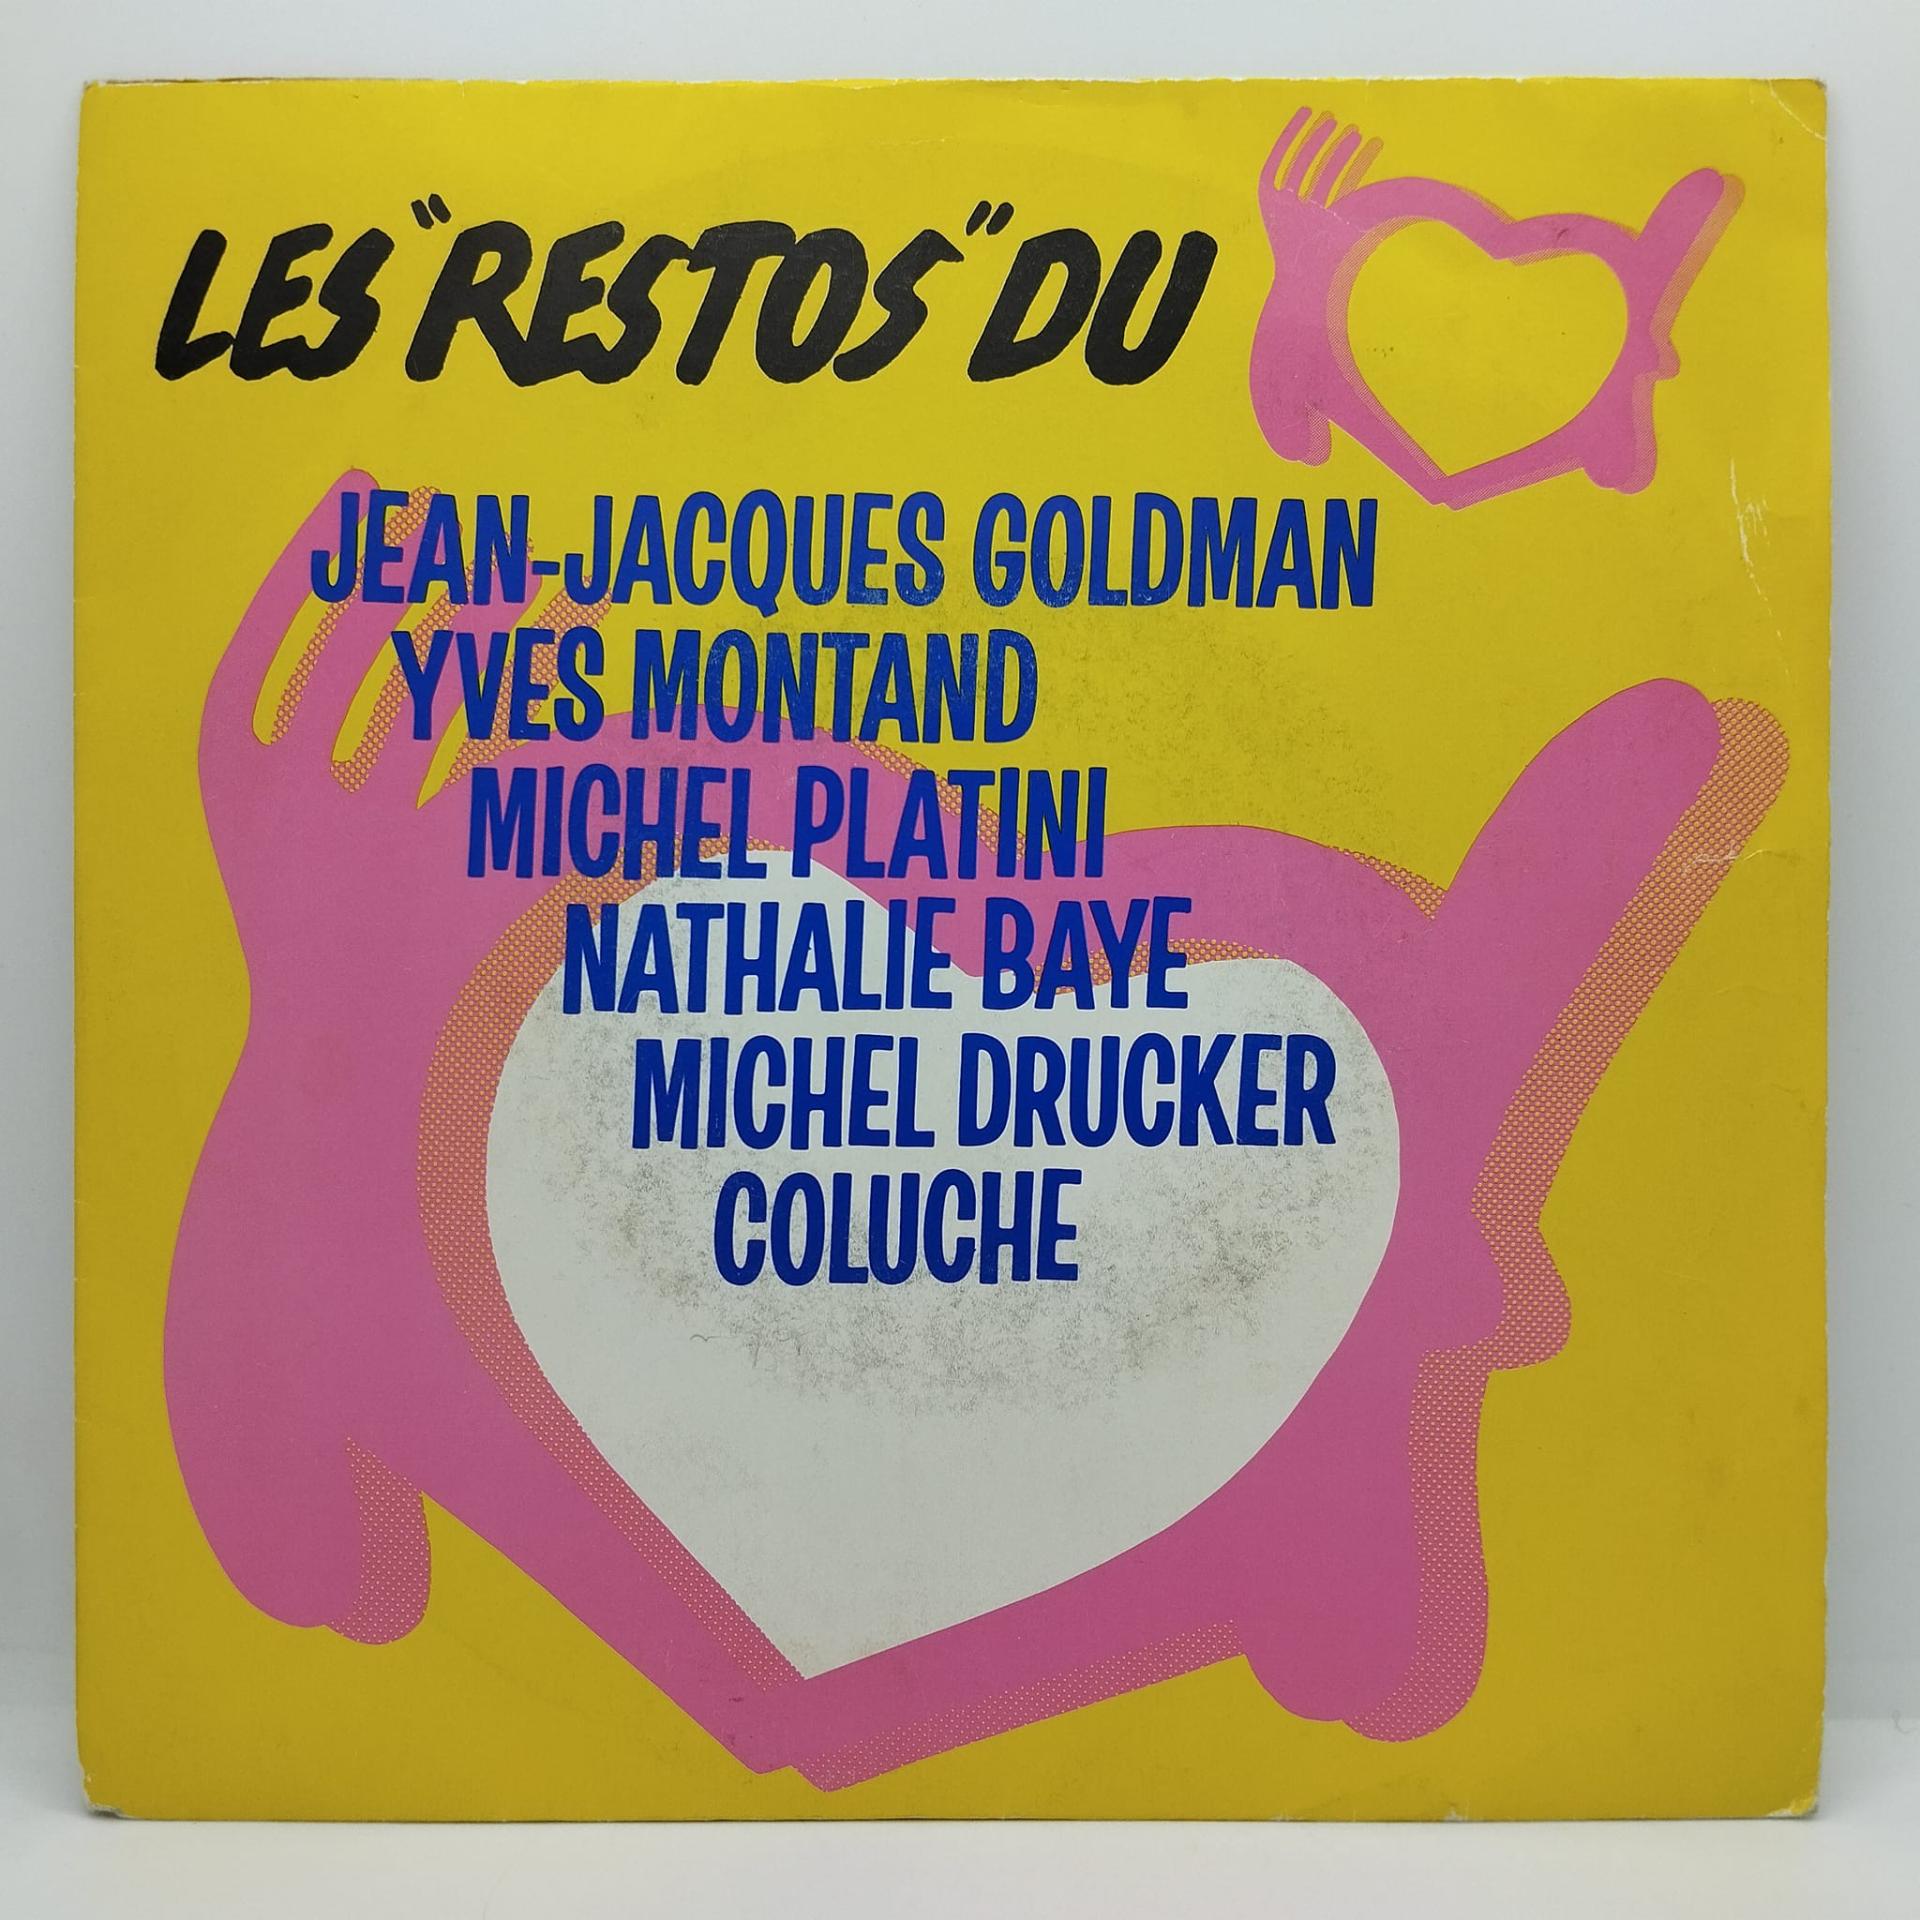 LES "RESTOS" DU
JEAN-JACQUES GOLDMAN
YVES MONTAND
MICHEL PLATINI
NATHALIE BAYE
MICHEL DRUCKER
COLUCHE